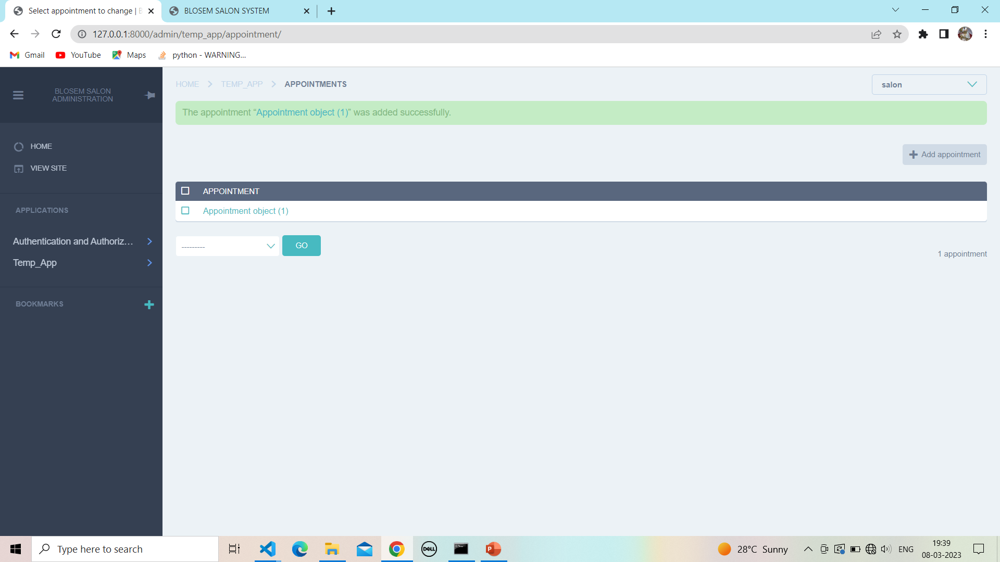 Select appointment to change | B
BLOSEM SALON SYSTEM
127.0.0.1:8000/admin/temp_app/appointment/
Gmail
YouTube
Maps
python - WARNING...
BLOSEM SALON
ADMINISTRATION
HOME
VIEW SITE
APPLICATIONS
Authentication and Authoriz...
Temp_App
BOOKMARKS
HOME
TEMP_APP
APPOINTMENTS
salon
The appointment “Appointment object (1)” was added successfully.
Add appointment
APPOINTMENT
Appointment object (1)
---------
GO
1 appointment
Type here to search
DELL
P
28°C Sunny
ENG
19:39
08-03-2023